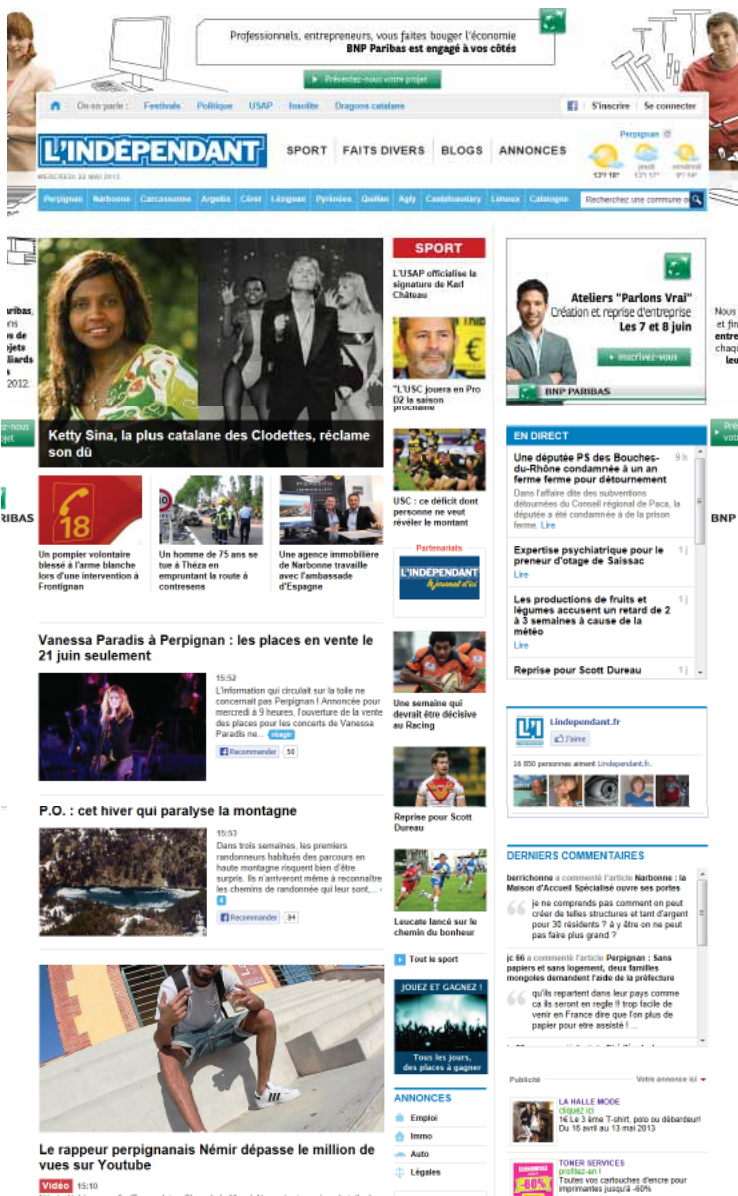 Professionnels, entrepreneurs, vous faites bouger l'économie
BNP Paribas est engagé à vos côtés
Présentez-nous votre projet
On en parle : Festivals Politique USAP Insolite Dragons catalans
S'inscrire Se connecter
L'INDÉPENDANT
SPORT FAITS DIVERS BLOGS ANNONCES
Perpignan
jeudi vendredi
MERCREDI 22 MAI 2013
Perpignan Narbonne Carcassonne Argelès Céret Lézignan Pyrénées Quillan Agly Castelnaudary Limoux Catalogne
Recherchez une commune o
Ketty Sina, la plus catalane des Clodettes, réclame
son dû
18
Un pompier volontaire
blessé à l'arme blanche
lors d'une intervention à
Frontignan
Un homme de 75 ans se
tue à Théza en
empruntant la route à
contresens
Une agence immobilière
de Narbonne travaille
avec l'ambassade
d'Espagne
Vanessa Paradis à Perpignan : les places en vente le
21 juin seulement
15:52
L'information qui circulait sur la toile ne
concernait pas Perpignan ! Annoncée pour
mercredi à 9 heures, l'ouverture de la vente
des places pour les concerts de Vanessa
Paradis ne... réagir
Recommander 50
P.O. : cet hiver qui paralyse la montagne
15:53
Dans trois semaines, les premiers
randonneurs habitués des parcours en
haute montagne risquent bien d'être
surpris. Ils n'arriveront même à reconnaître
les chemins de randonnée qui leur sont,...
4
Recommander 84
Le rappeur perpignanais Némir dépasse le million de
vues sur Youtube
Vidéo 15:10
SPORT
L'USAP officialise la
signature de Karl
Château
"L'USC jouera en Pro
D2 la saison
prochaine
USC : ce déficit dont
personne ne veut
révéler le montant
Partenariats
L'INDÉPENDANT
le journal d'ici
Une semaine qui
devrait être décisive
au Racing
Reprise pour Scott
Dureau
Leucate lancé sur le
chemin du bonheur
Tout le sport
JOUEZ ET GAGNEZ !
Tous les jours,
des places à gagner
ANNONCES
Emploi
Immo
Auto
Légales
Ateliers "Parlons Vrai"
Création et reprise d'entreprise
Les 7 et 8 juin
Inscrivez-vous
BNP PARIBAS
EN DIRECT
Une députée PS des Bouches- 9 h
du-Rhône condamnée à un an
ferme ferme pour détournement
Dans l'affaire dite des subventions
détournées du Conseil régional de Paca, la
députée a été condamnée à de la prison
ferme. Lire
Expertise psychiatrique pour le 1 j
preneur d'otage de Saissac
Lire
Les productions de fruits et 1 j
légumes accusent un retard de 2
à 3 semaines à cause de la
météo
Lire
Reprise pour Scott Dureau 1 j
Lindependant.fr
J'aime
16 850 personnes aiment Lindependant.fr.
DERNIERS COMMENTAIRES
berrichonne a commenté l'article Narbonne : la
Maison d'Accueil Spécialisé ouvre ses portes
je ne comprends pas comment on peut
créer de telles structures et tant d'argent
pour 30 résidents ? à y être on ne peut
pas faire plus grand ?
jc 66 a commenté l'article Perpignan : Sans
papiers et sans logement, deux familles
mongoles demandent l'aide de la préfecture
qu'ils repartent dans leur pays comme
ca ils seront en regle !! trop facile de
venir en France dire que l'on plus de
papier pour etre assisté ! ...
Publicité Votre annonce ici
LA HALLE MODE
cliquez ici
1€ Le 3 ème T-shirt, polo ou débardeur!
Du 16 avril au 13 mai 2013
TONER SERVICES
profitez-en !
Toutes vos cartouches d'encre pour
imprimantes jusqu'à -60%
-60%